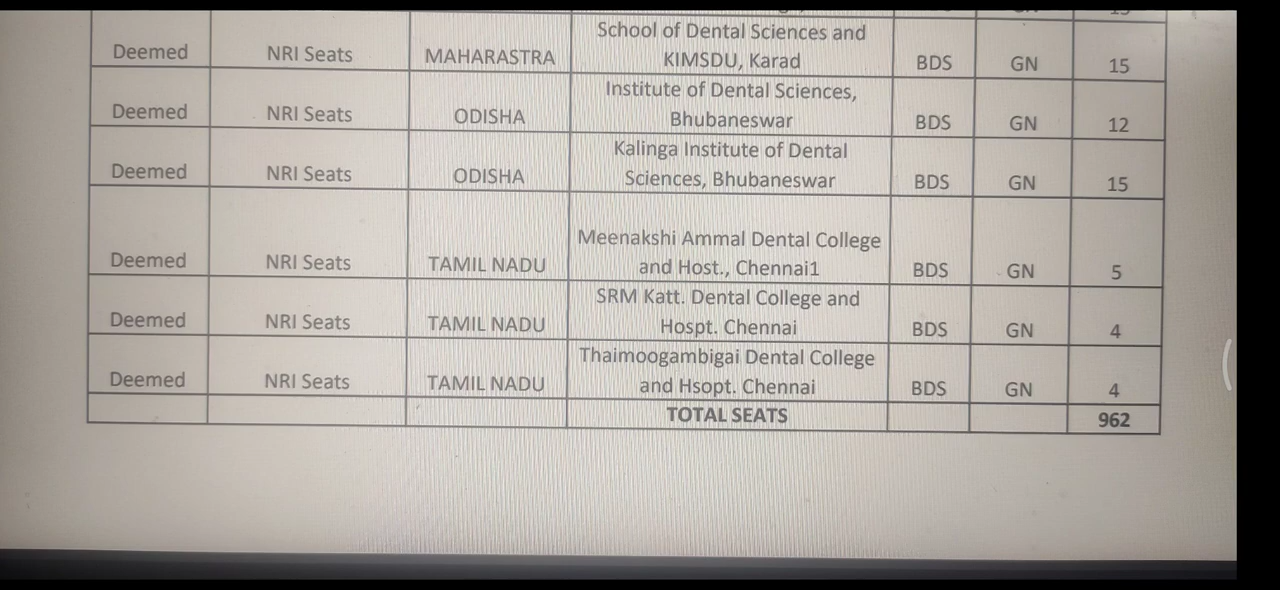 School of Dental Sciences and
Deemed NRI Seats MAHARASTRA KIMSDU, Karad BDS GN 15
Institute of Dental Sciences,
Deemed NRI Seats ODISHA Bhubaneswar BDS GN 12
Kalinga Institute of Dental
Deemed NRI Seats ODISHA Sciences, Bhubaneswar BDS GN 15
Meenakshi Ammal Dental College
Deemed NRI Seats TAMIL NADU and Host., Chennai1 BDS GN 5
SRM Katt. Dental College and
Deemed NRI Seats TAMIL NADU Hospt. Chennai BDS GN 4
Thaimoogambigai Dental College
Deemed NRI Seats TAMIL NADU and Hsopt. Chennai BDS GN 4
TOTAL SEATS 962